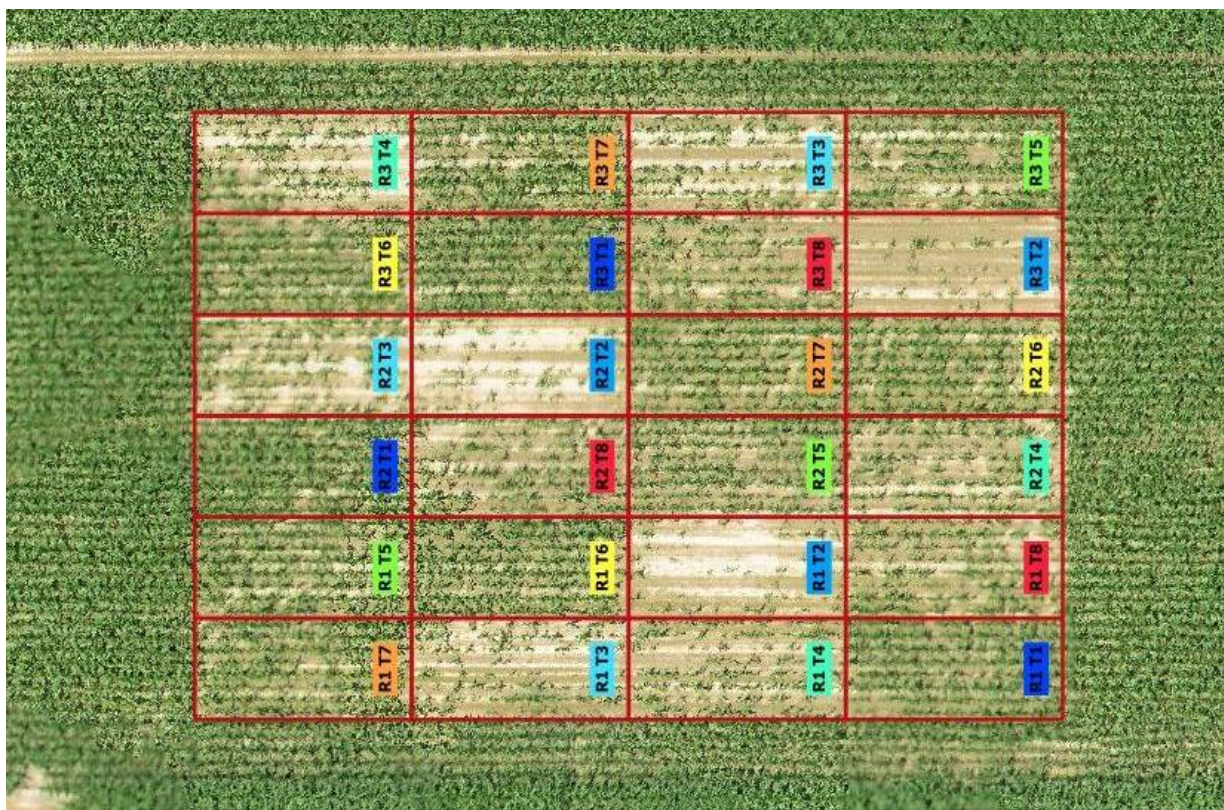 R3 T4
R3 T7
R3 T3
R3 T5
R3 T6
R3 T1
R3 T8
R3 T2
R2 T3
R2 T2
R2 T7
R2 T6
R2 T1
R2 T8
R2 T5
R2 T4
R1 T5
R1 T6
R1 T2
R1 T8
R1 T7
R1 T3
R1 T4
R1 T1